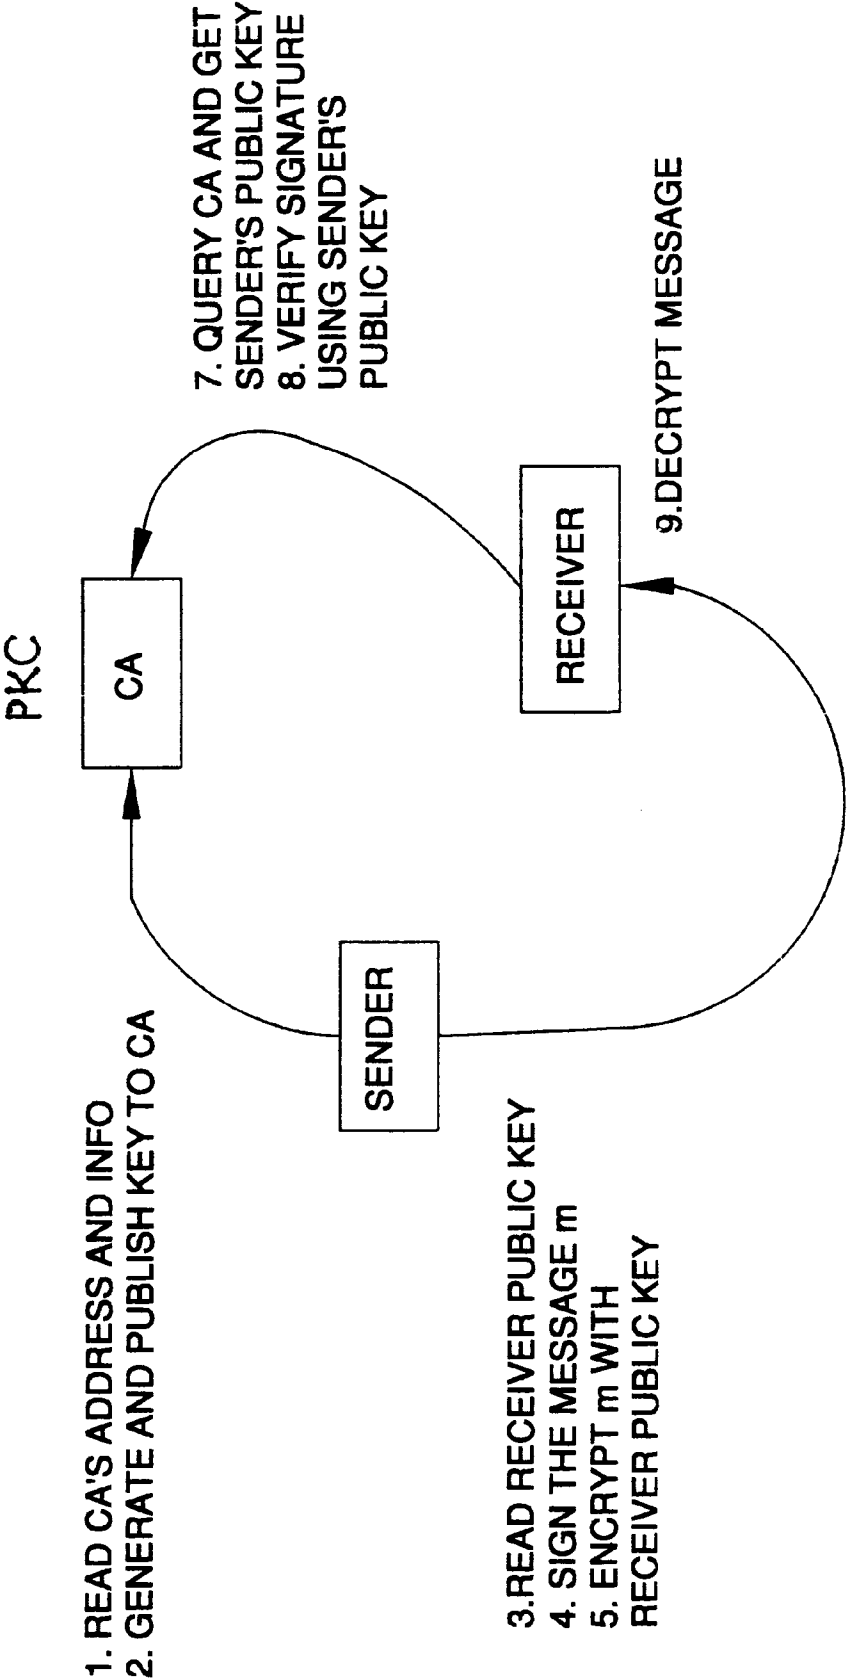 PKC
1. READ CA'S ADDRESS AND INFO
2. GENERATE AND PUBLISH KEY TO CA
CA
7. QUERY CA AND GET
SENDER'S PUBLIC KEY
8. VERIFY SIGNATURE
USING SENDER'S
PUBLIC KEY
SENDER
RECEIVER
3.READ RECEIVER PUBLIC KEY
4. SIGN THE MESSAGE m
5. ENCRYPT m WITH
RECEIVER PUBLIC KEY
9.DECRYPT MESSAGE